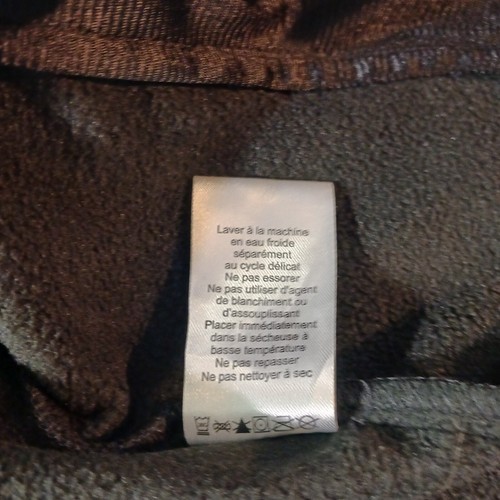 Laver à la machine
en eau froide
séparément
au cycle délicat
Ne pas essorer
Ne pas utiliser d'agent
de blanchiment ou
d'assouplissant
Placer immédiatement
dans la sécheuse à
basse température
Ne pas repasser
Ne pas nettoyer à sec